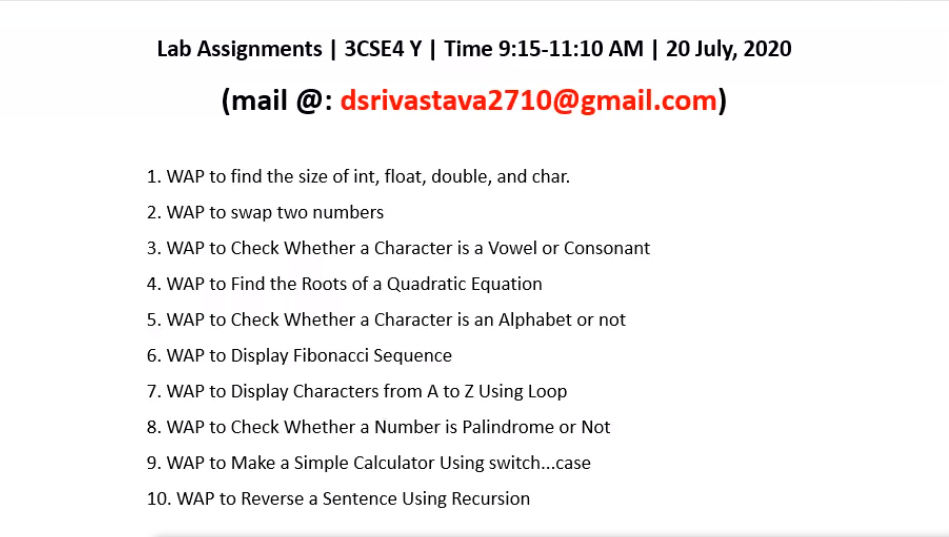 Lab Assignments | 3CSE4 Y | Time 9:15-11:10 AM | 20 July, 2020
(mail @: dsrivastava2710@gmail.com)
1. WAP to find the size of int, float, double, and char.
2. WAP to swap two numbers
3. WAP to Check Whether a Character is a Vowel or Consonant
4. WAP to Find the Roots of a Quadratic Equation
5. WAP to Check Whether a Character is an Alphabet or not
6. WAP to Display Fibonacci Sequence
7. WAP to Display Characters from A to Z Using Loop
8. WAP to Check Whether a Number is Palindrome or Not
9. WAP to Make a Simple Calculator Using switch...case
10. WAP to Reverse a Sentence Using Recursion